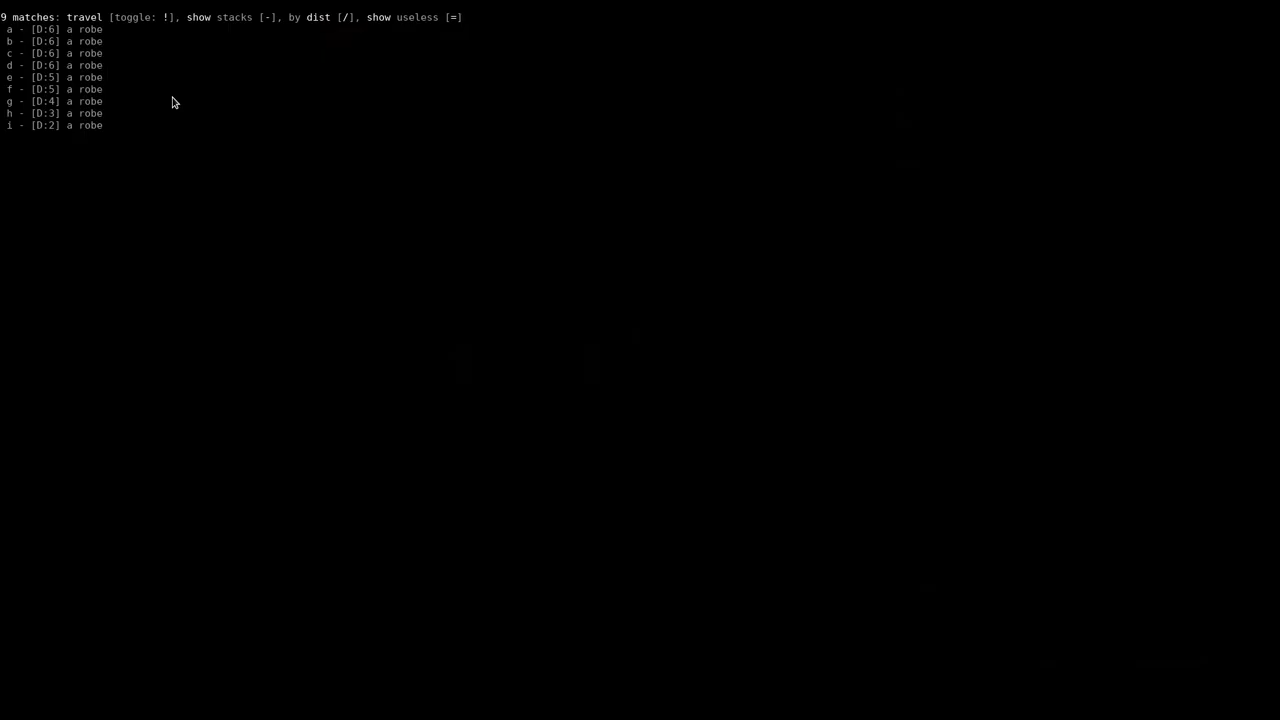 9 matches: travel [toggle: !], show stacks [-], by dist [/], show useless [=]
a - [D:6] a robe
b - [D:6] a robe
c - [D:6] a robe
d - [D:6] a robe
e - [D:5] a robe
f - [D:5] a robe
g - [D:4] a robe
h - [D:3] a robe
i - [D:2] a robe